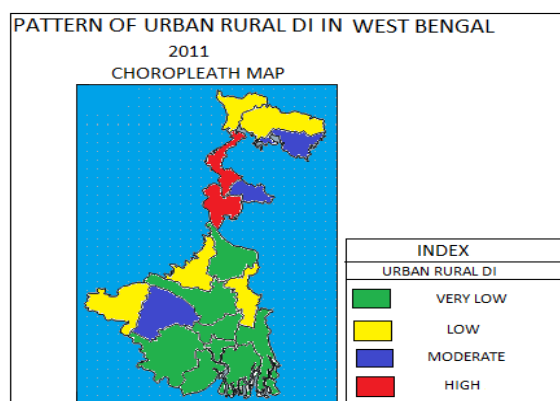 PATTERN OF URBAN RURAL DI IN WEST BENGAL
2011
CHOROPLEATH MAP
INDEX
URBAN RURAL DI
VERY LOW
LOW
MODERATE
HIGH